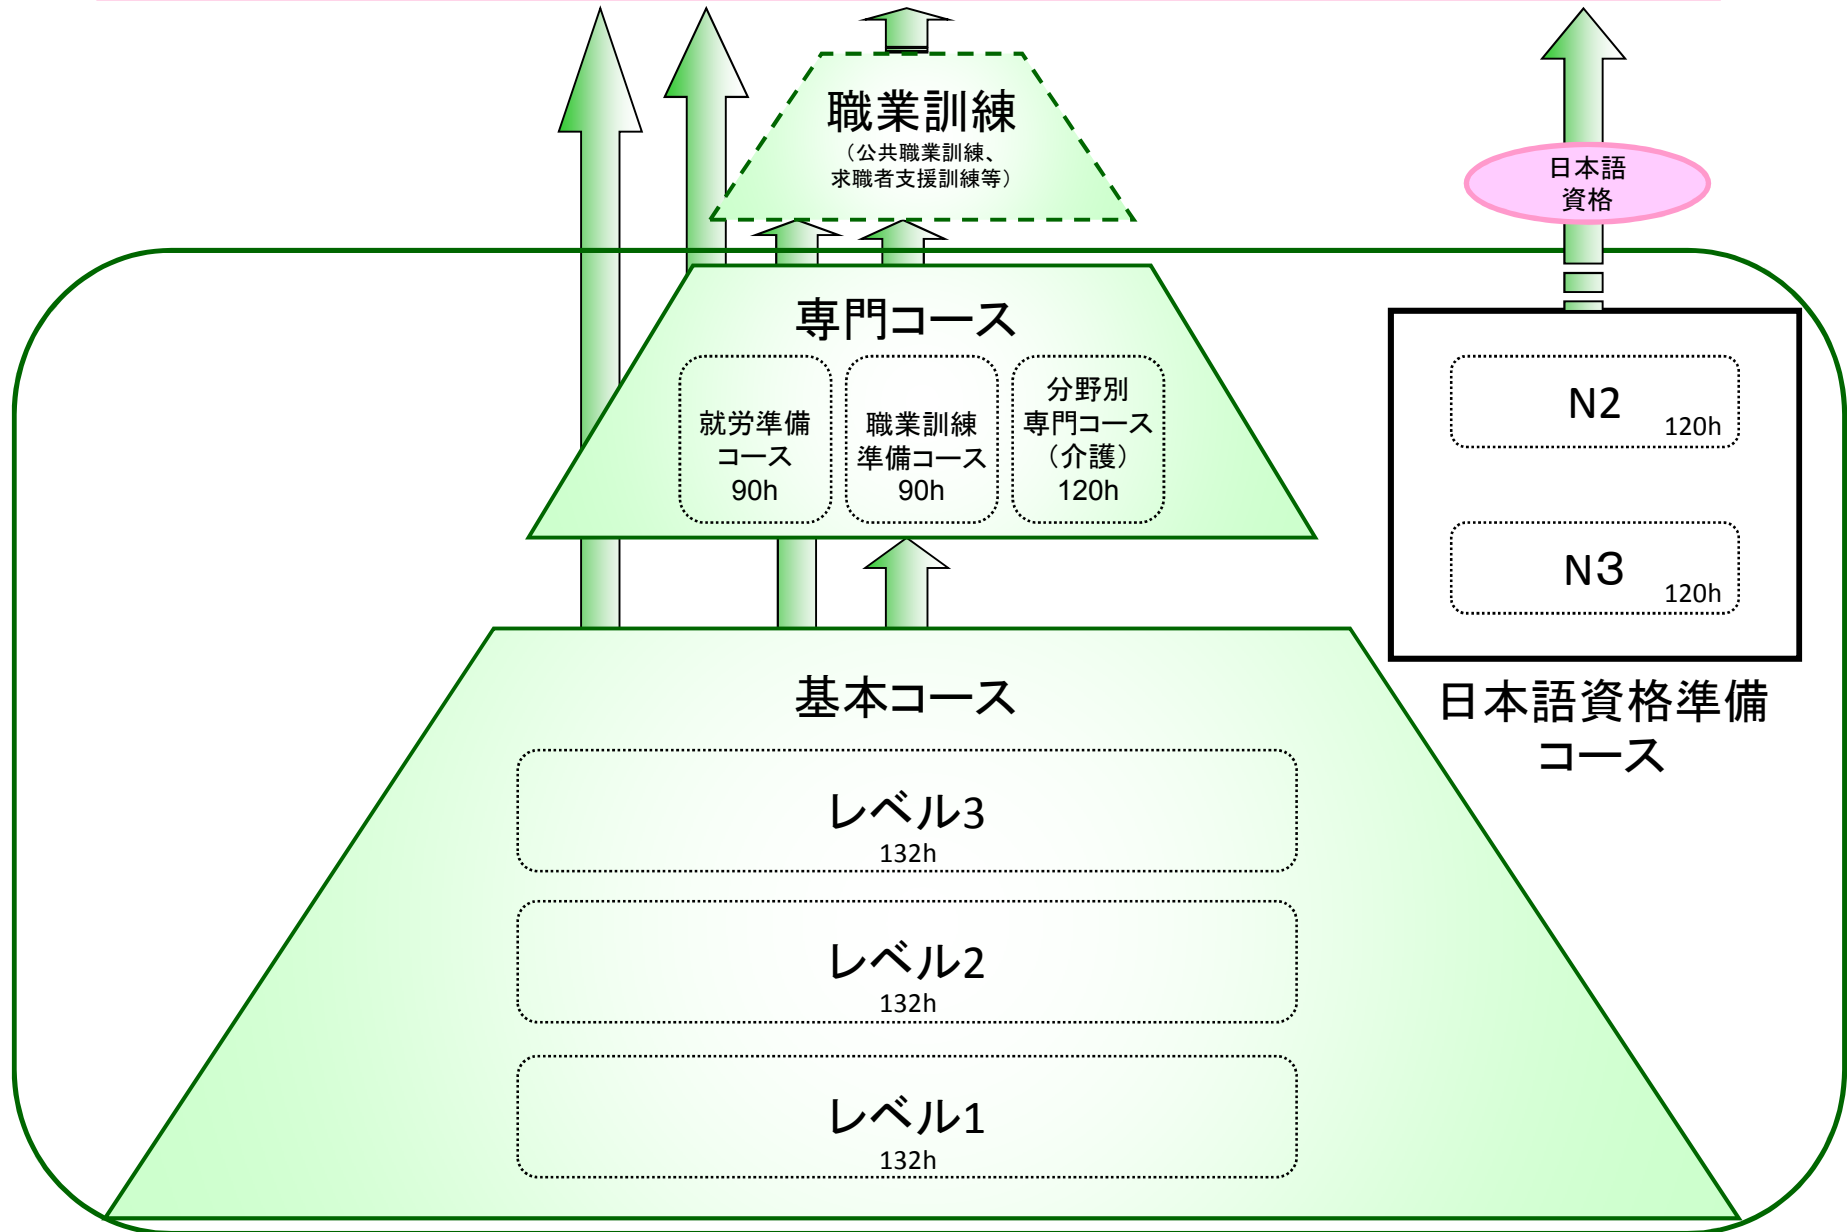 職業訓練
（公共職業訓練、
求職者支援訓練等）
日本語
資格
専門コース
就労準備
コース
90h
職業訓練
準備コース
90h
分野別
専門コース
（介護）
120h
N2
120h
N3
120h
日本語資格準備
コース
基本コース
レベル3
132h
レベル2
132h
レベル1
132h